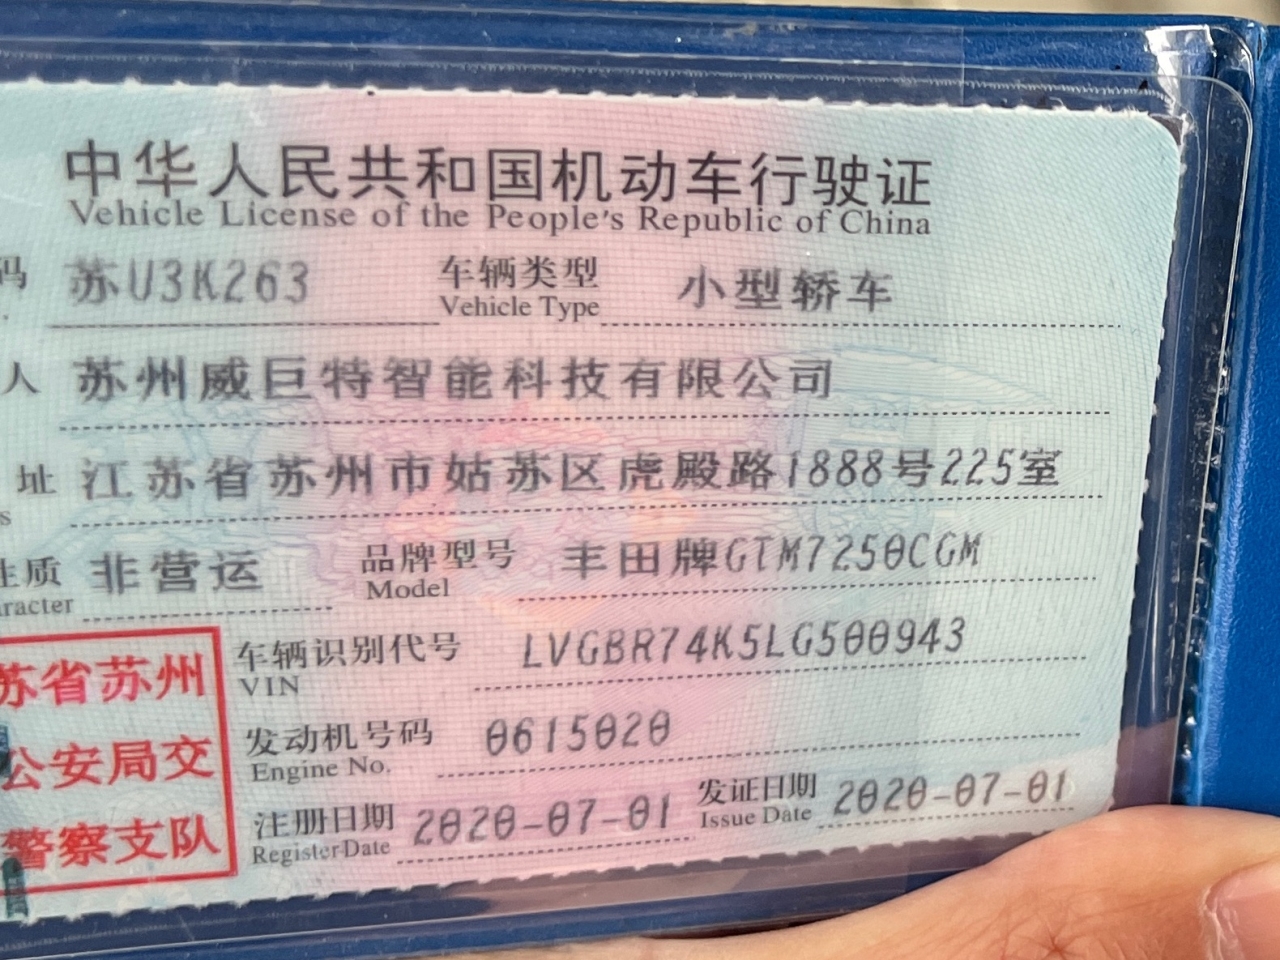 中华人民共和国机动车行驶证
Vehicle License of the People's Republic of China
码 苏U3K263 车辆类型 小型轿车
Vehicle Type
人 苏州威巨特智能科技有限公司
址 江苏省苏州市姑苏区虎殿路1888号225室
s
性质 非营运 品牌型号 丰田牌GTM7250CGM
aracter Model
车辆识别代号 LVGBR74K5LG500943
VIN
苏省苏州
公安局交
警察支队
发动机号码 0615020
Engine No.
注册日期 2020-07-01 发证日期 2020-07-01
Register Date Issue Date